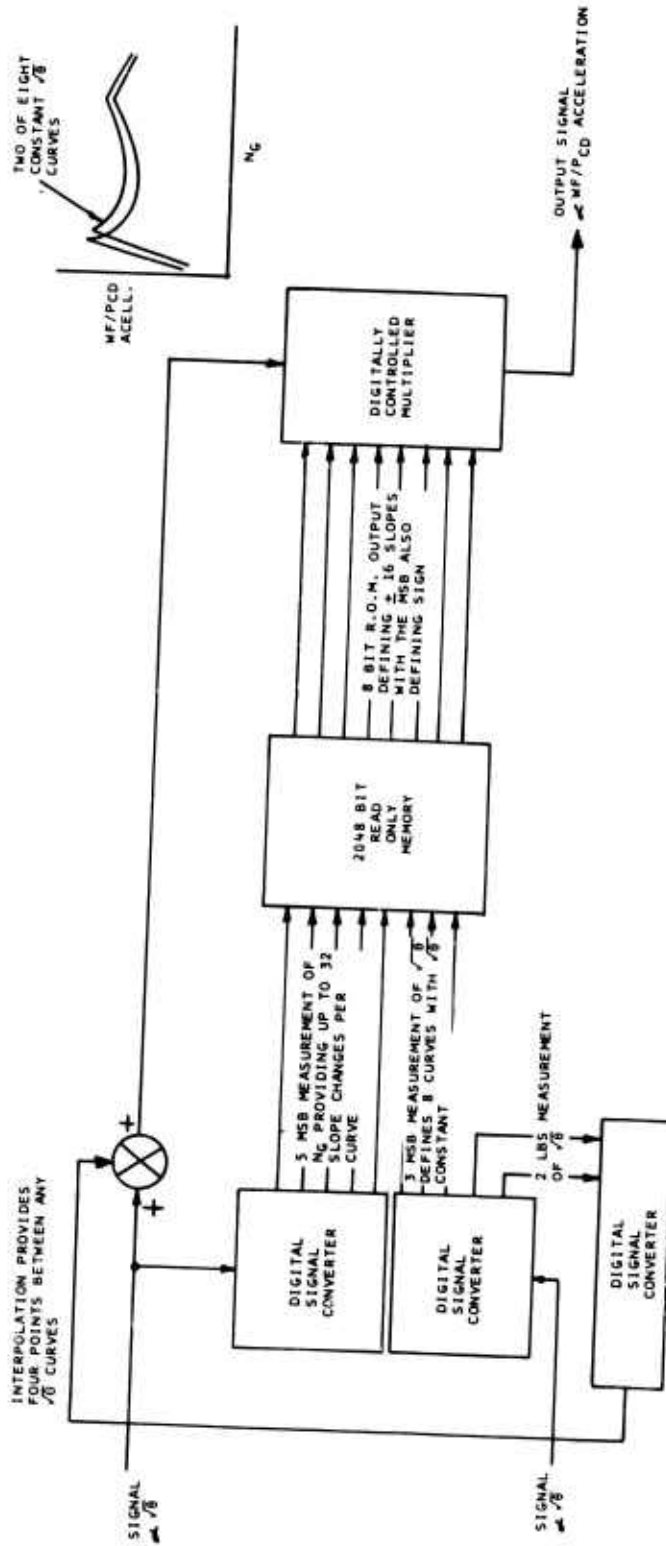 INTERPOLATION PROVIDES
FOUR POINTS BETWEEN ANY
√θ CURVES
SIGNAL
∝ √θ
+
+
DIGITAL
SIGNAL
CONVERTER
5 MSB MEASUREMENT OF
NG PROVIDING UP TO 32
SLOPE CHANGES PER
CURVE
SIGNAL
∝ √θ
DIGITAL
SIGNAL
CONVERTER
3 MSB MEASUREMENT OF √θ
DEFINES 8 CURVES WITH √θ
CONSTANT
2 LBS MEASUREMENT
OF √θ
DIGITAL
SIGNAL
CONVERTER
2048 BIT
READ
ONLY
MEMORY
8 BIT R.O.M. OUTPUT
DEFINING ± 16 SLOPES
WITH THE MSB ALSO
DEFINING SIGN
DIGITALLY
CONTROLLED
MULTIPLIER
OUTPUT SIGNAL
∝ WF/PCD ACCELERATION
WF/PCD
ACELL.
TWO OF EIGHT
CONSTANT √θ
CURVES
NG